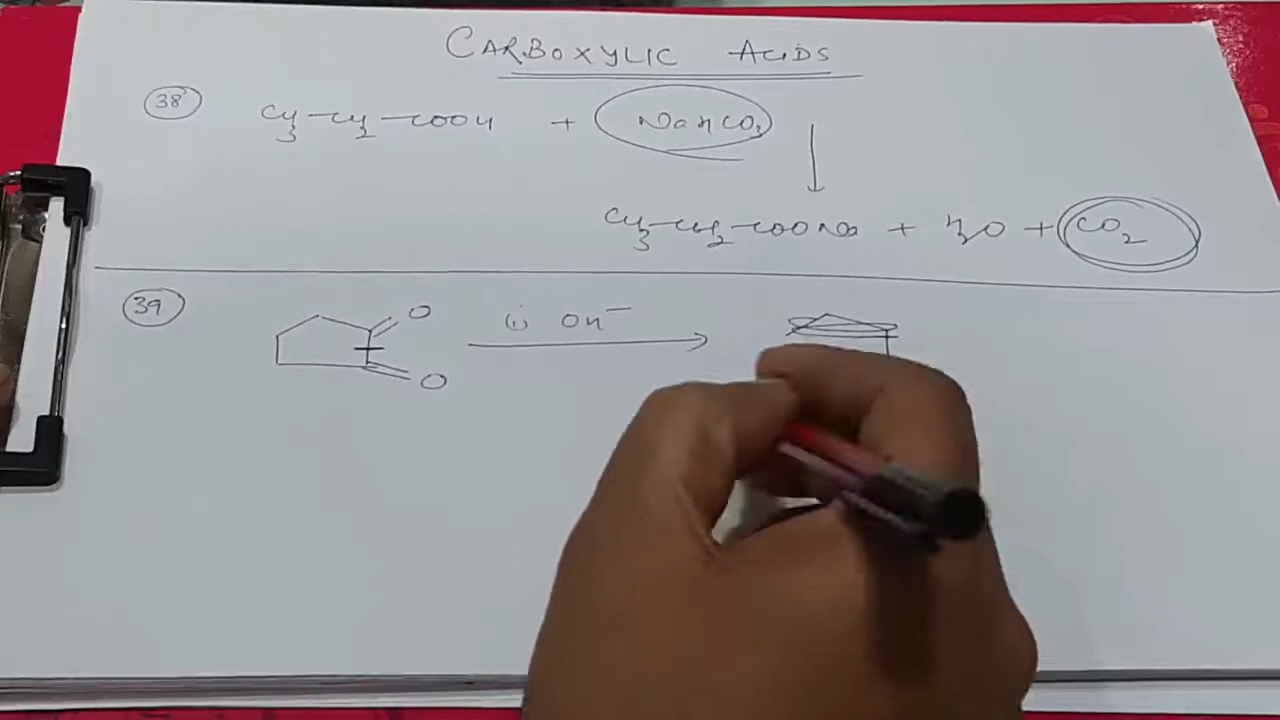 CARBOXYLIC ACIDS
38 CH3-CH2-COOH + NaHCO3
CH3-CH2-COONa + H2O + CO2
39 O (i) OH⁻
O